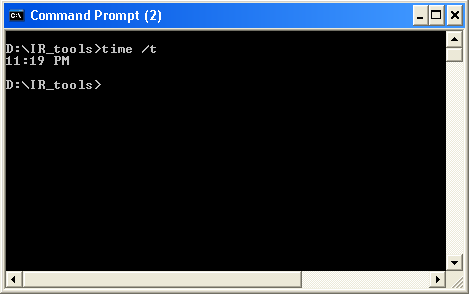 Command Prompt (2)
D:\IR_tools>time /t
11:19 PM
D:\IR_tools>